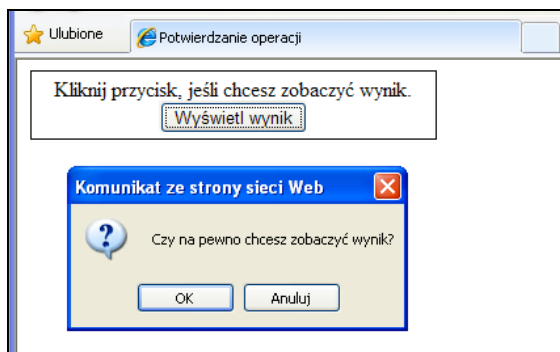 Ulubione
Potwierdzanie operacji
Kliknij przycisk, jeśli chcesz zobaczyć wynik.
Wyświetl wynik
Komunikat ze strony sieci Web
Czy na pewno chcesz zobaczyć wynik?
OK
Anuluj